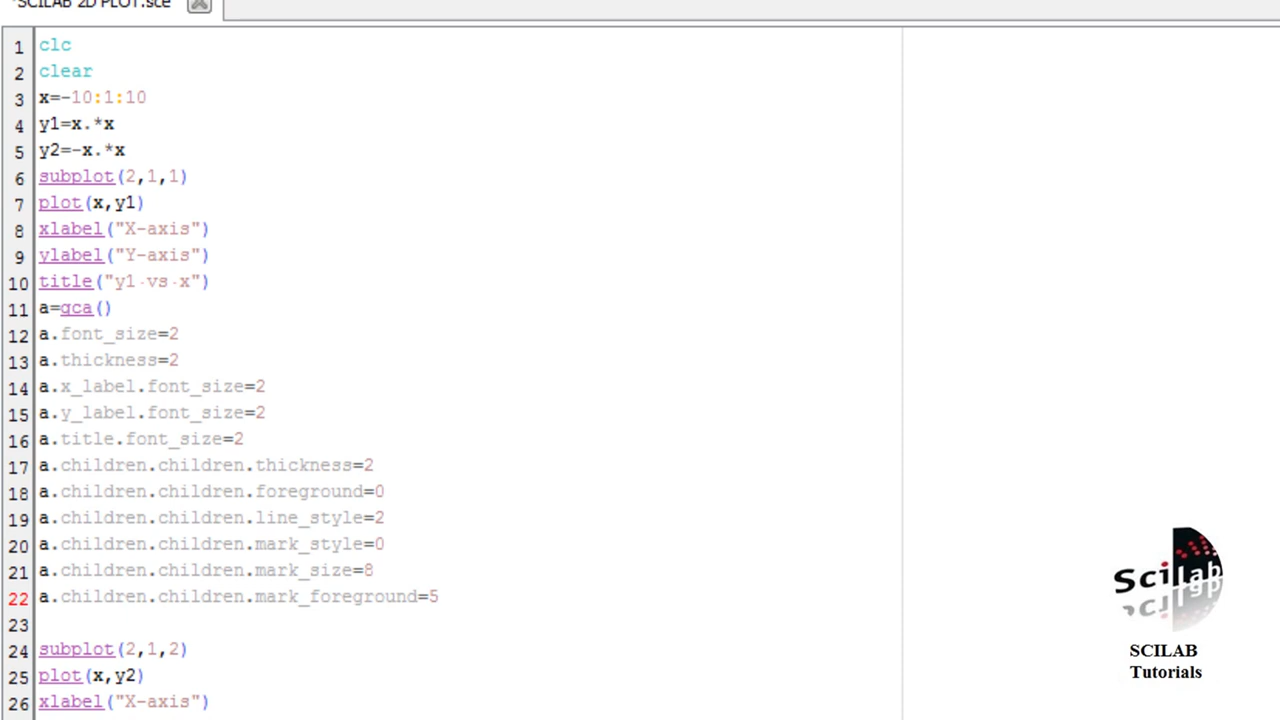 *SCILAB 2D PLOT.sce
1 clc
2 clear
3 x=-10:1:10
4 y1=x.*x
5 y2=-x.*x
6 subplot(2,1,1)
7 plot(x,y1)
8 xlabel("X-axis")
9 ylabel("Y-axis")
10 title("y1·vs·x")
11 a=gca()
12 a.font_size=2
13 a.thickness=2
14 a.x_label.font_size=2
15 a.y_label.font_size=2
16 a.title.font_size=2
17 a.children.children.thickness=2
18 a.children.children.foreground=0
19 a.children.children.line_style=2
20 a.children.children.mark_style=0
21 a.children.children.mark_size=8
22 a.children.children.mark_foreground=5
23
24 subplot(2,1,2)
25 plot(x,y2)
26 xlabel("X-axis")
Scilab
SCILAB
Tutorials